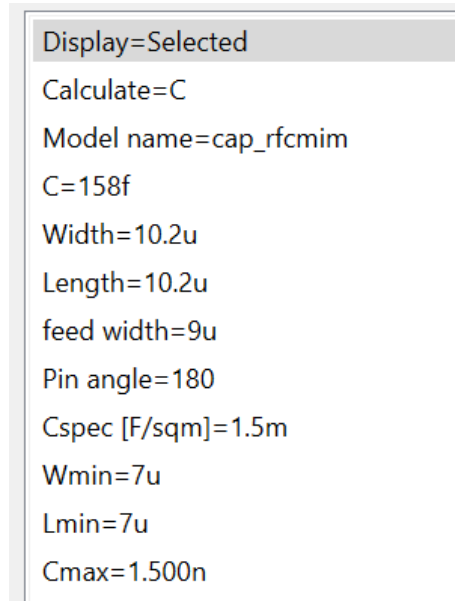 Display=Selected
Calculate=C
Model name=cap_rfcmim
C=158f
Width=10.2u
Length=10.2u
feed width=9u
Pin angle=180
Cspec [F/sqm]=1.5m
Wmin=7u
Lmin=7u
Cmax=1.500n